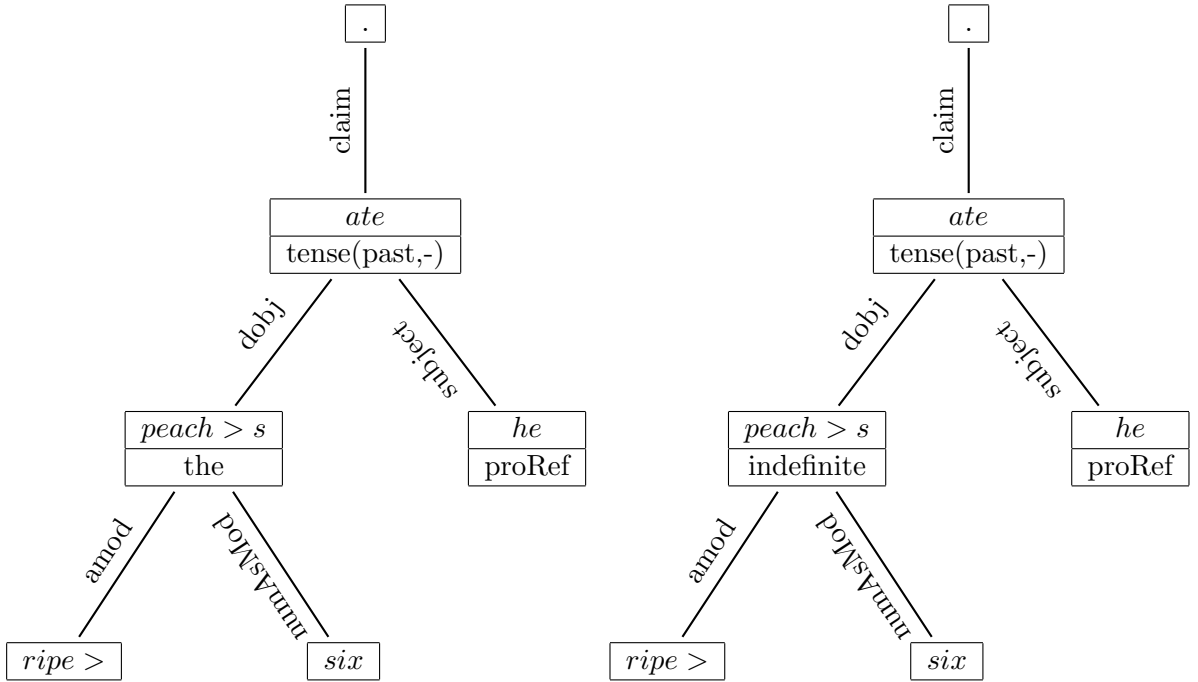 .
claim
ate
tense(past,-)
dobj
subject
peach > s
the
he
proRef
amod
numAsMod
ripe >
six
.
claim
ate
tense(past,-)
dobj
subject
peach > s
indefinite
he
proRef
amod
numAsMod
ripe >
six